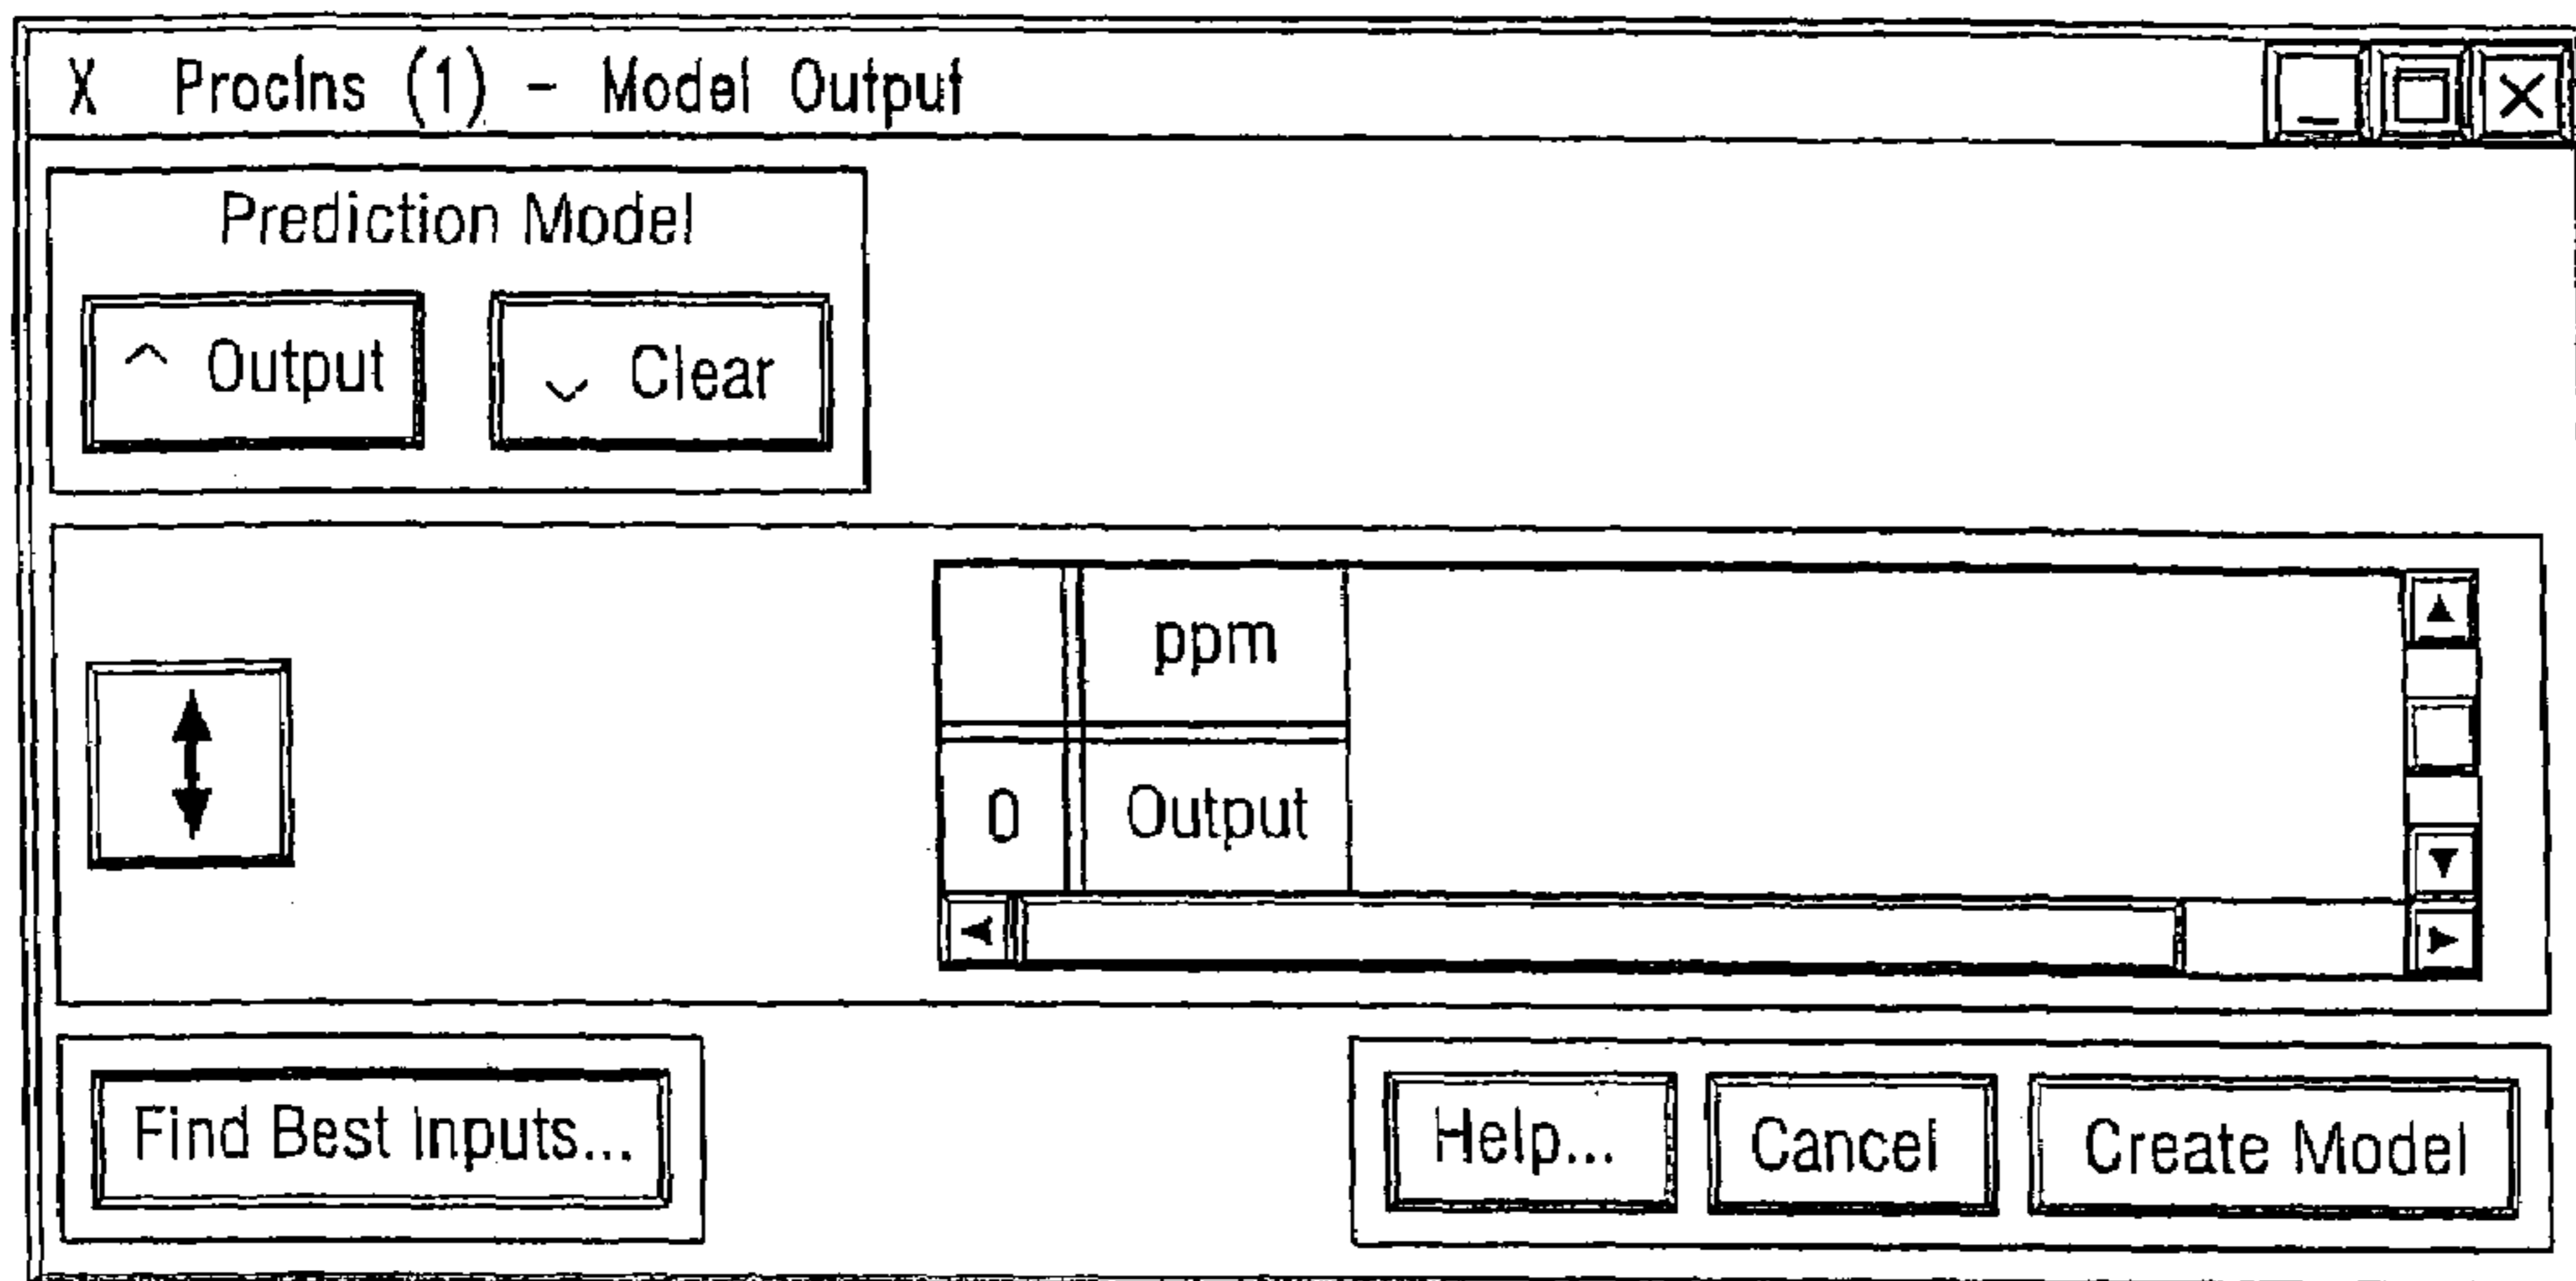 X ProcIns (1) - Model Output
Prediction Model
^ Output ⌄ Clear
ppm
0 Output
Find Best Inputs... Help... Cancel Create Model